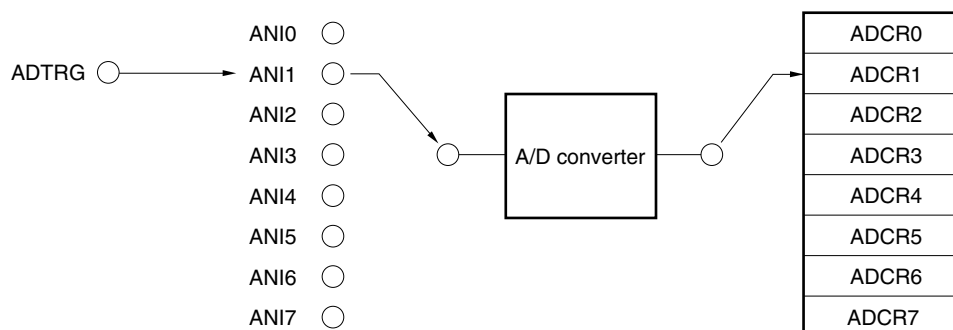 ADTRG
ANI0
ANI1
ANI2
ANI3
ANI4
ANI5
ANI6
ANI7
A/D converter
ADCR0
ADCR1
ADCR2
ADCR3
ADCR4
ADCR5
ADCR6
ADCR7